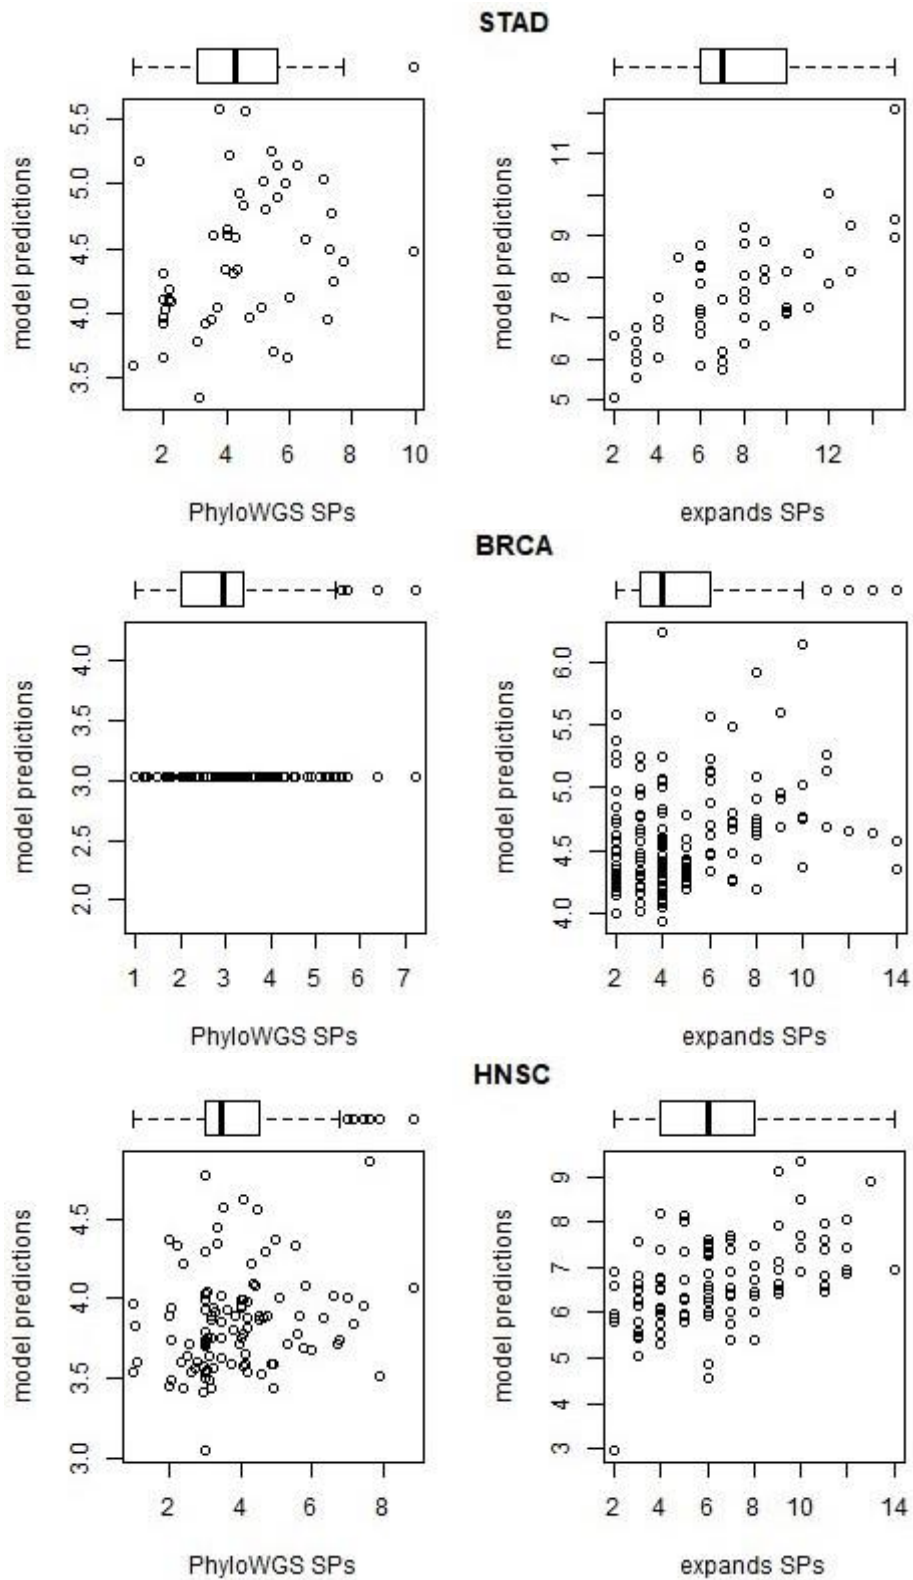 STAD
model predictions
3.5 4.0 4.5 5.0 5.5
2 4 6 8 10
PhyloWGS SPs
model predictions
5 6 7 8 9 11
2 4 6 8 12
expands SPs
BRCA
model predictions
2.0 2.5 3.0 3.5 4.0
1 2 3 4 5 6 7
PhyloWGS SPs
model predictions
4.0 4.5 5.0 5.5 6.0
2 4 6 8 10 14
expands SPs
HNSC
model predictions
3.0 3.5 4.0 4.5
2 4 6 8
PhyloWGS SPs
model predictions
3 4 5 6 7 8 9
2 4 6 8 10 14
expands SPs